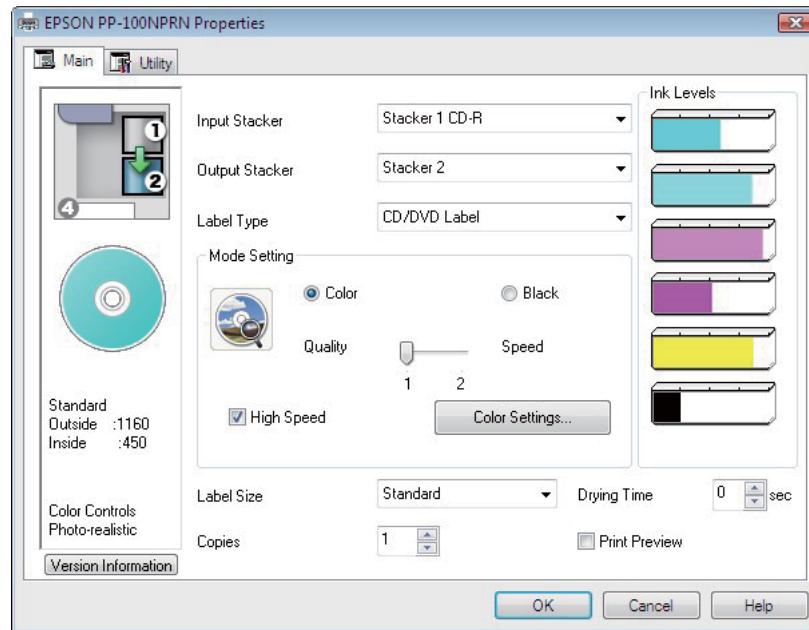 EPSON PP-100NPRN Properties
Main
Utility
1
2
4
Standard
Outside :1160
Inside :450
Color Controls
Photo-realistic
Version Information
Input Stacker
Stacker 1 CD-R
Output Stacker
Stacker 2
Label Type
CD/DVD Label
Mode Setting
Color
Black
Quality
Speed
1 2
High Speed
Color Settings...
Label Size
Standard
Drying Time
0
sec
Copies
1
Print Preview
Ink Levels
OK
Cancel
Help